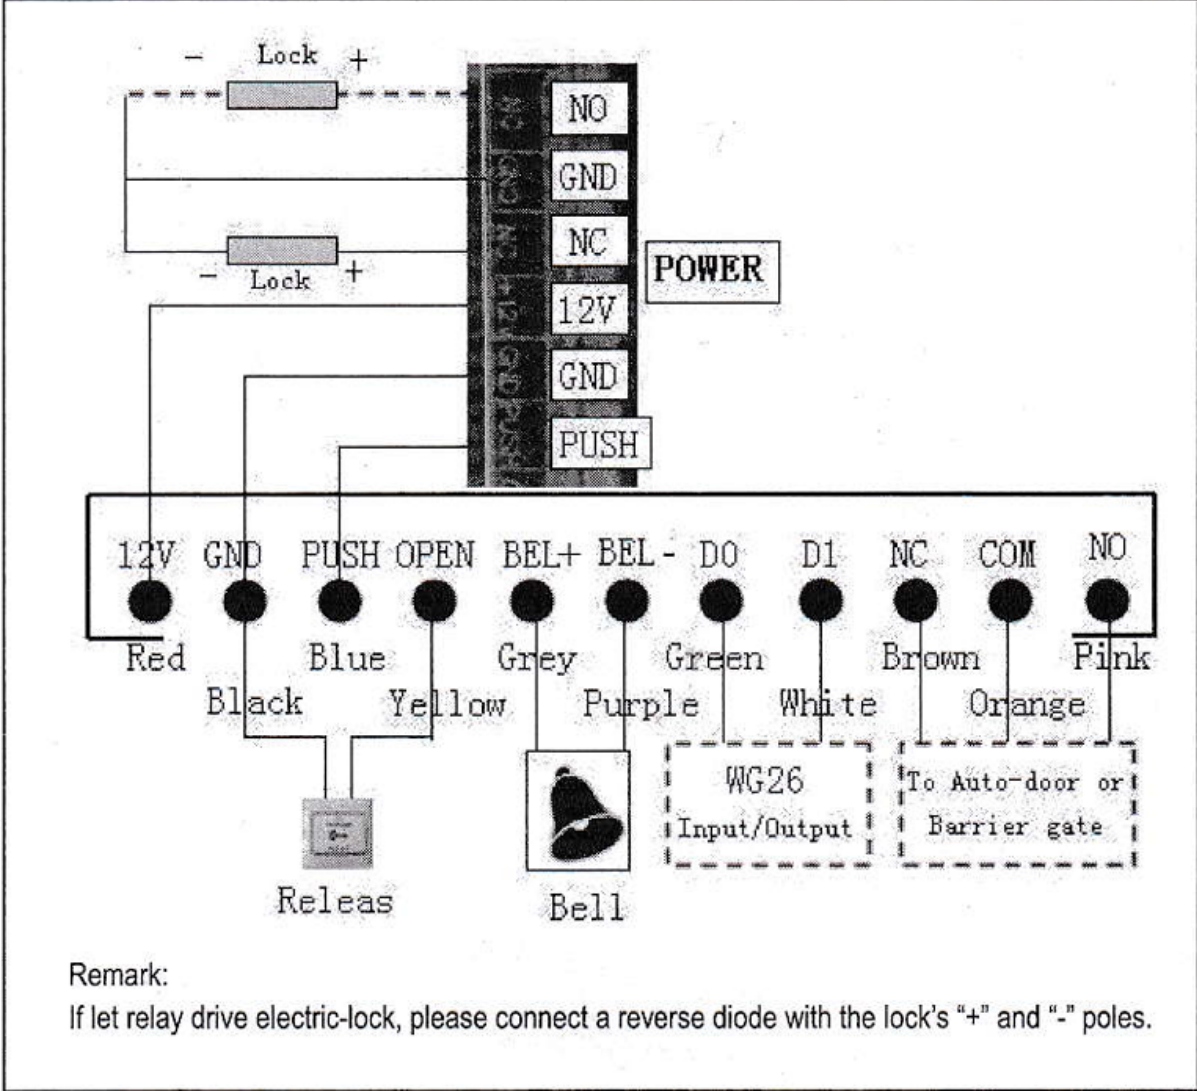 - Lock +
NO
GND
NC
- Lock +
POWER
12V
GND
PUSH
12V GND PUSH OPEN BEL+ BEL- D0 D1 NC COM NO
Red Blue Grey Green Brown Pink
Black Yellow Purple White Orange
WG26
Input/Output
To Auto-door or
Barrier gate
Releas
Bell
Remark:
If let relay drive electric-lock, please connect a reverse diode with the lock's “+” and “-” poles.